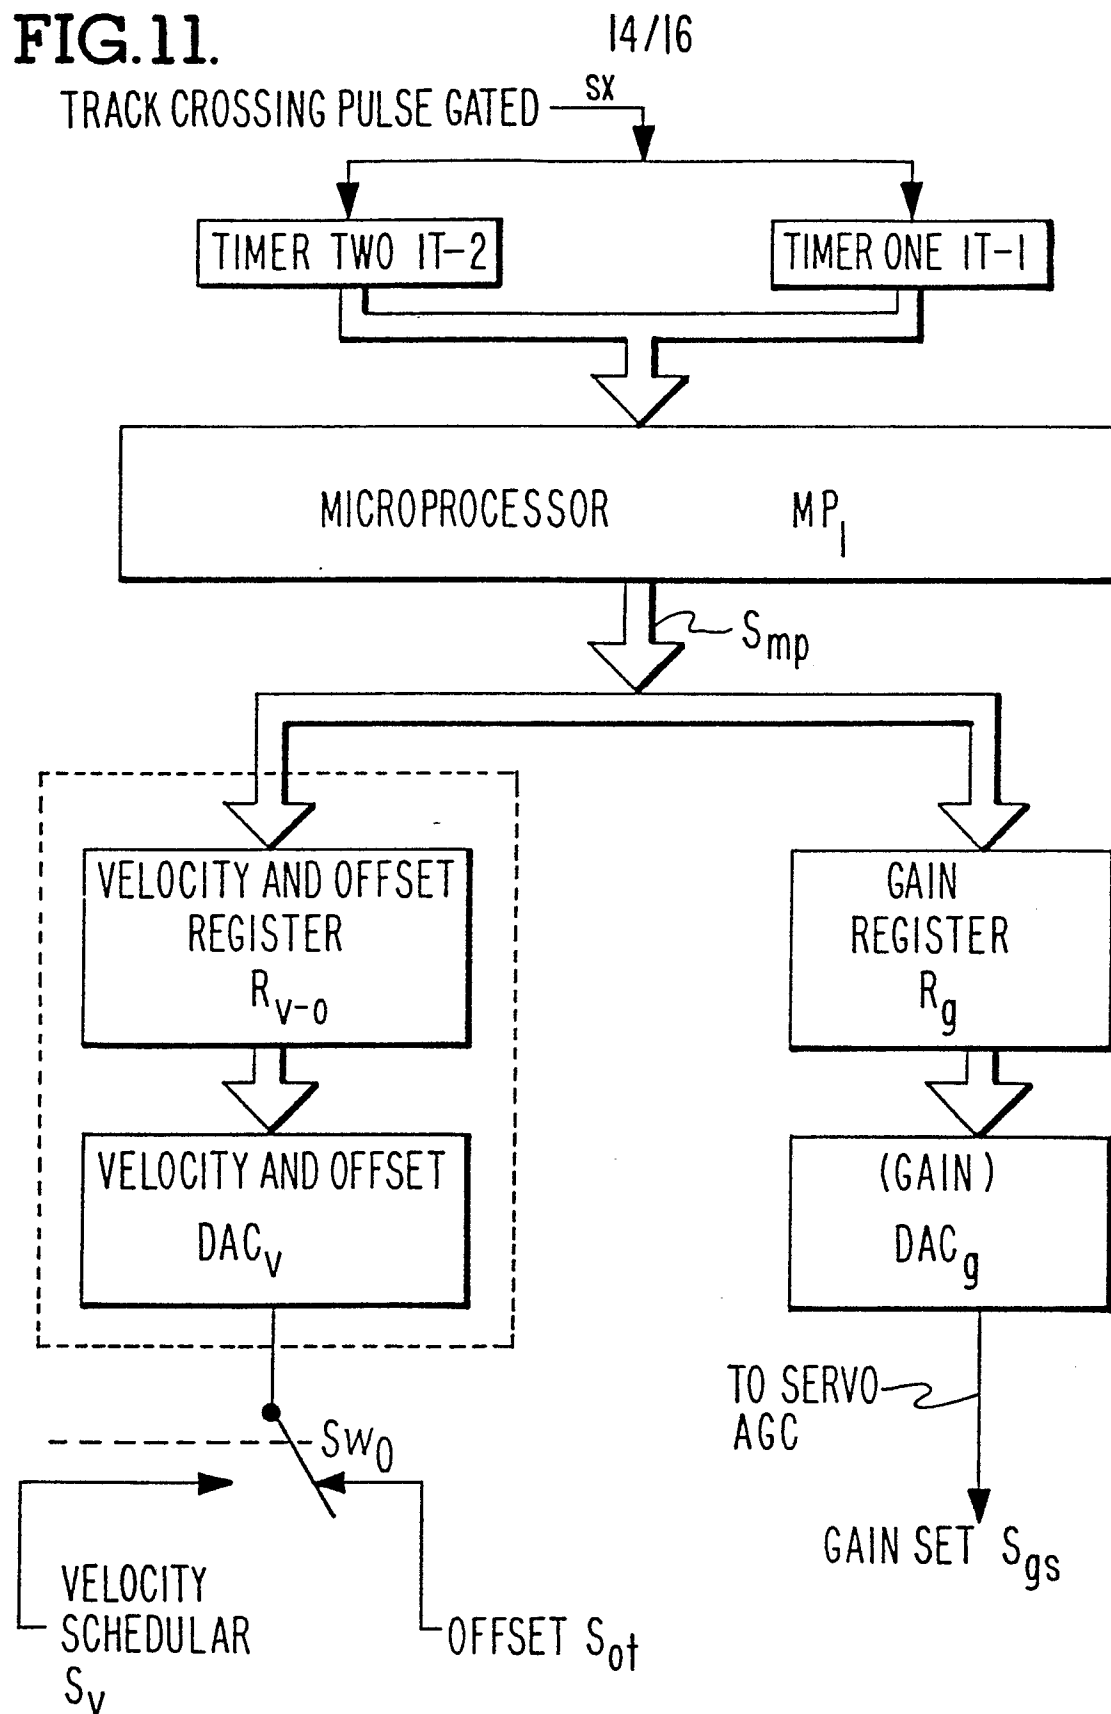 FIG.11.
14/16
TRACK CROSSING PULSE GATED
SX
TIMER TWO IT-2
TIMER ONE IT-1
MICROPROCESSOR MP1
Smp
VELOCITY AND OFFSET
REGISTER
Rv-o
GAIN
REGISTER
Rg
VELOCITY AND OFFSET
DACv
(GAIN)
DACg
TO SERVO
AGC
SWO
GAIN SET Sgs
VELOCITY
SCHEDULAR
Sv
OFFSET Sot